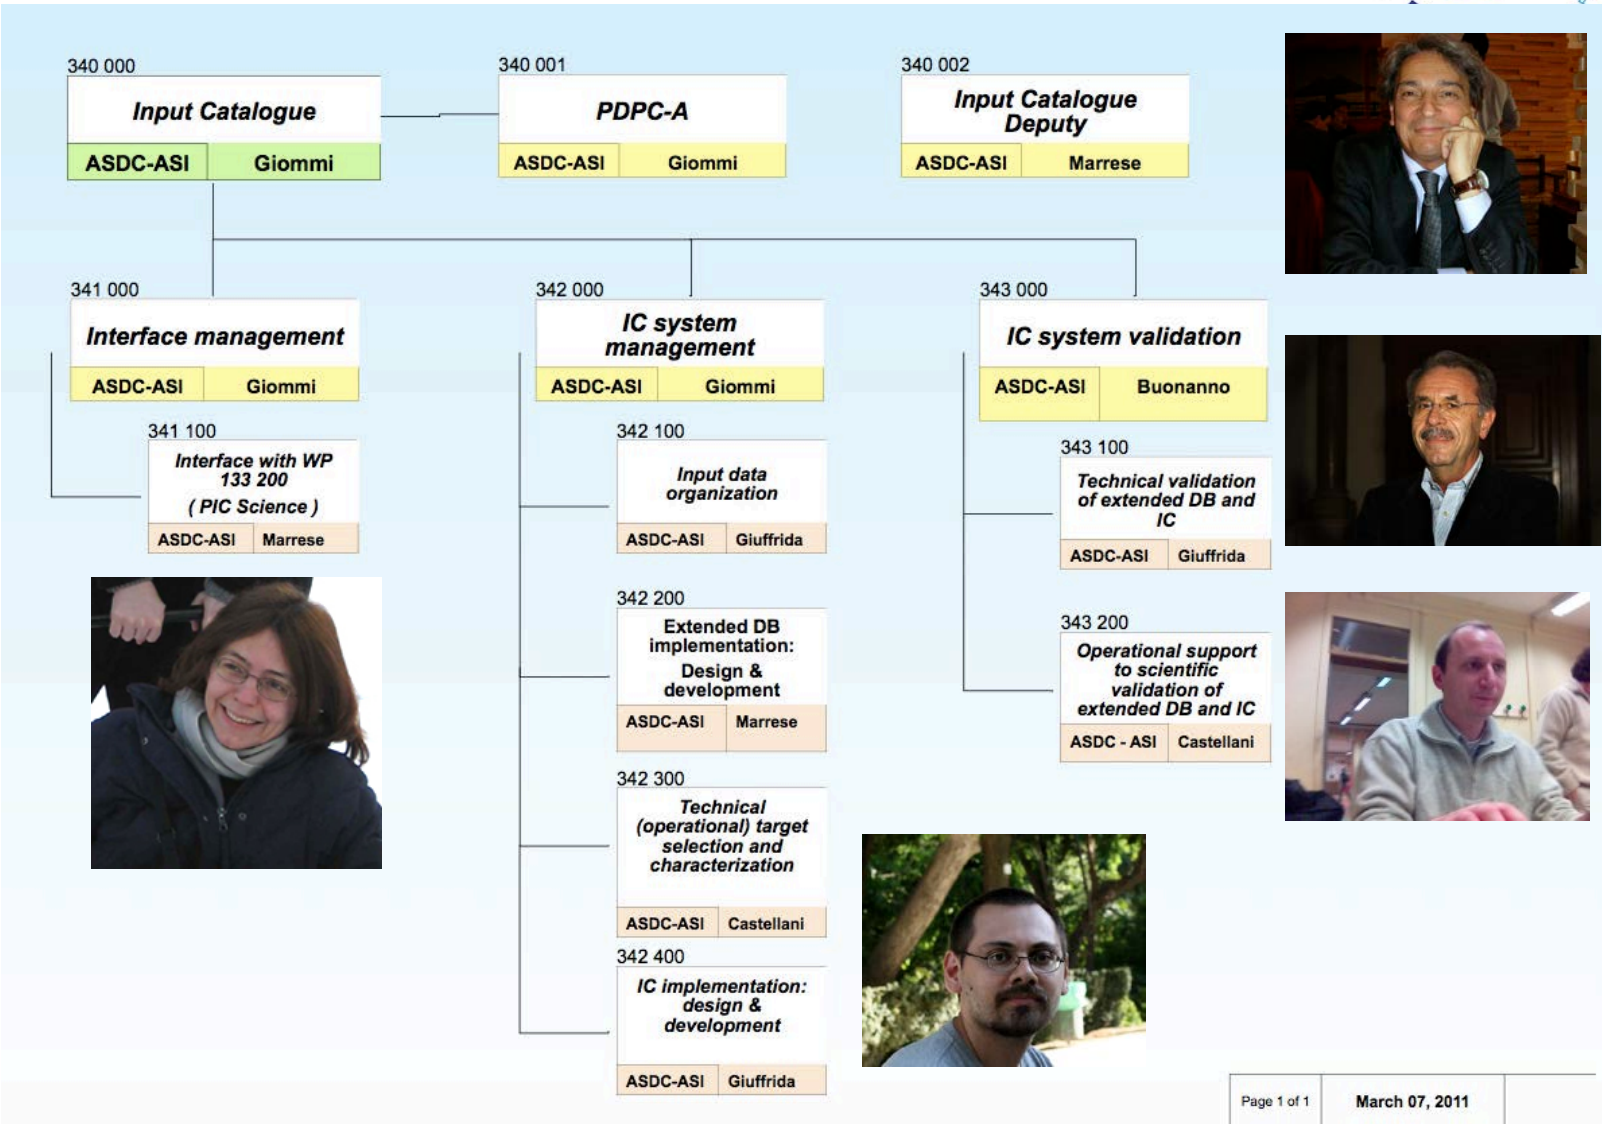 340 000
Input Catalogue
ASDC-ASI Giommi
340 001
PDPC-A
ASDC-ASI Giommi
340 002
Input Catalogue
Deputy
ASDC-ASI Marrese
341 000
Interface management
ASDC-ASI Giommi
341 100
Interface with WP
133 200
( PIC Science )
ASDC-ASI Marrese
342 000
IC system
management
ASDC-ASI Giommi
342 100
Input data
organization
ASDC-ASI Giuffrida
342 200
Extended DB
implementation:
Design &
development
ASDC-ASI Marrese
342 300
Technical
(operational) target
selection and
characterization
ASDC-ASI Castellani
342 400
IC implementation:
design &
development
ASDC-ASI Giuffrida
343 000
IC system validation
ASDC-ASI Buonanno
343 100
Technical validation
of extended DB and
IC
ASDC-ASI Giuffrida
343 200
Operational support
to scientific
validation of
extended DB and IC
ASDC - ASI Castellani
Page 1 of 1 March 07, 2011